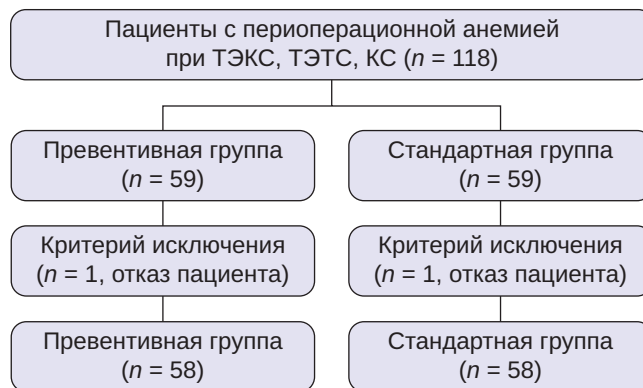 Пациенты с периоперационной анемией
при ТЭКС, ТЭТС, КС (n = 118)
Превентивная группа
(n = 59)
Стандартная группа
(n = 59)
Критерий исключения
(n = 1, отказ пациента)
Критерий исключения
(n = 1, отказ пациента)
Превентивная группа
(n = 58)
Стандартная группа
(n = 58)